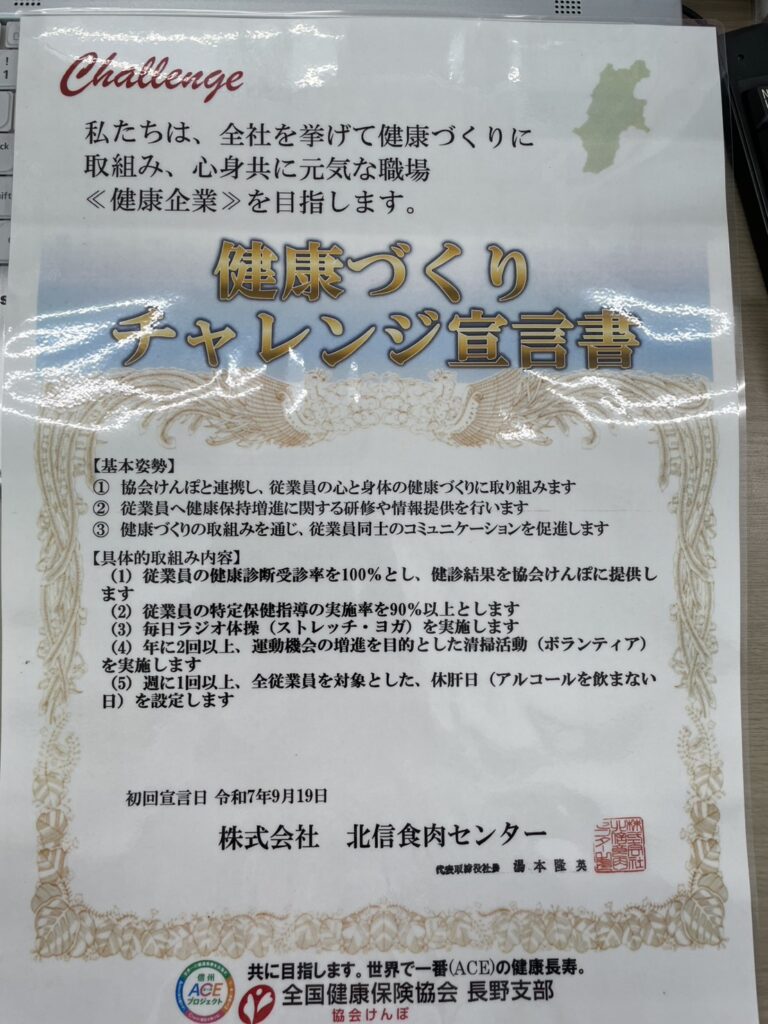 Challenge
私たちは、全社を挙げて健康づくりに
取組み、心身共に元気な職場
≪健康企業≫を目指します。
健康づくり
チャレンジ宣言書
【基本姿勢】
① 協会けんぽと連携し、従業員の心と身体の健康づくりに取り組みます
② 従業員へ健康保持増進に関する研修や情報提供を行います
③ 健康づくりの取組みを通じ、従業員同士のコミュニケーションを促進します
【具体的取組み内容】
(1) 従業員の健康診断受診率を100%とし、健診結果を協会けんぽに提供し
ます
(2) 従業員の特定保健指導の実施率を90%以上とします
(3) 毎日ラジオ体操（ストレッチ・ヨガ）を実施します
(4) 年に2回以上、運動機会の増進を目的とした清掃活動（ボランティア）
を実施します
(5) 週に1回以上、全従業員を対象とした、休肝日（アルコールを飲まない
日）を設定します
初回宣言日 令和7年9月19日
株式会社 北信食肉センター
代表取締役社長 湯本隆英
共に目指します。世界で一番(ACE)の健康長寿。
信州
ACE
プロジェクト
全国健康保険協会 長野支部
協会けんぽ